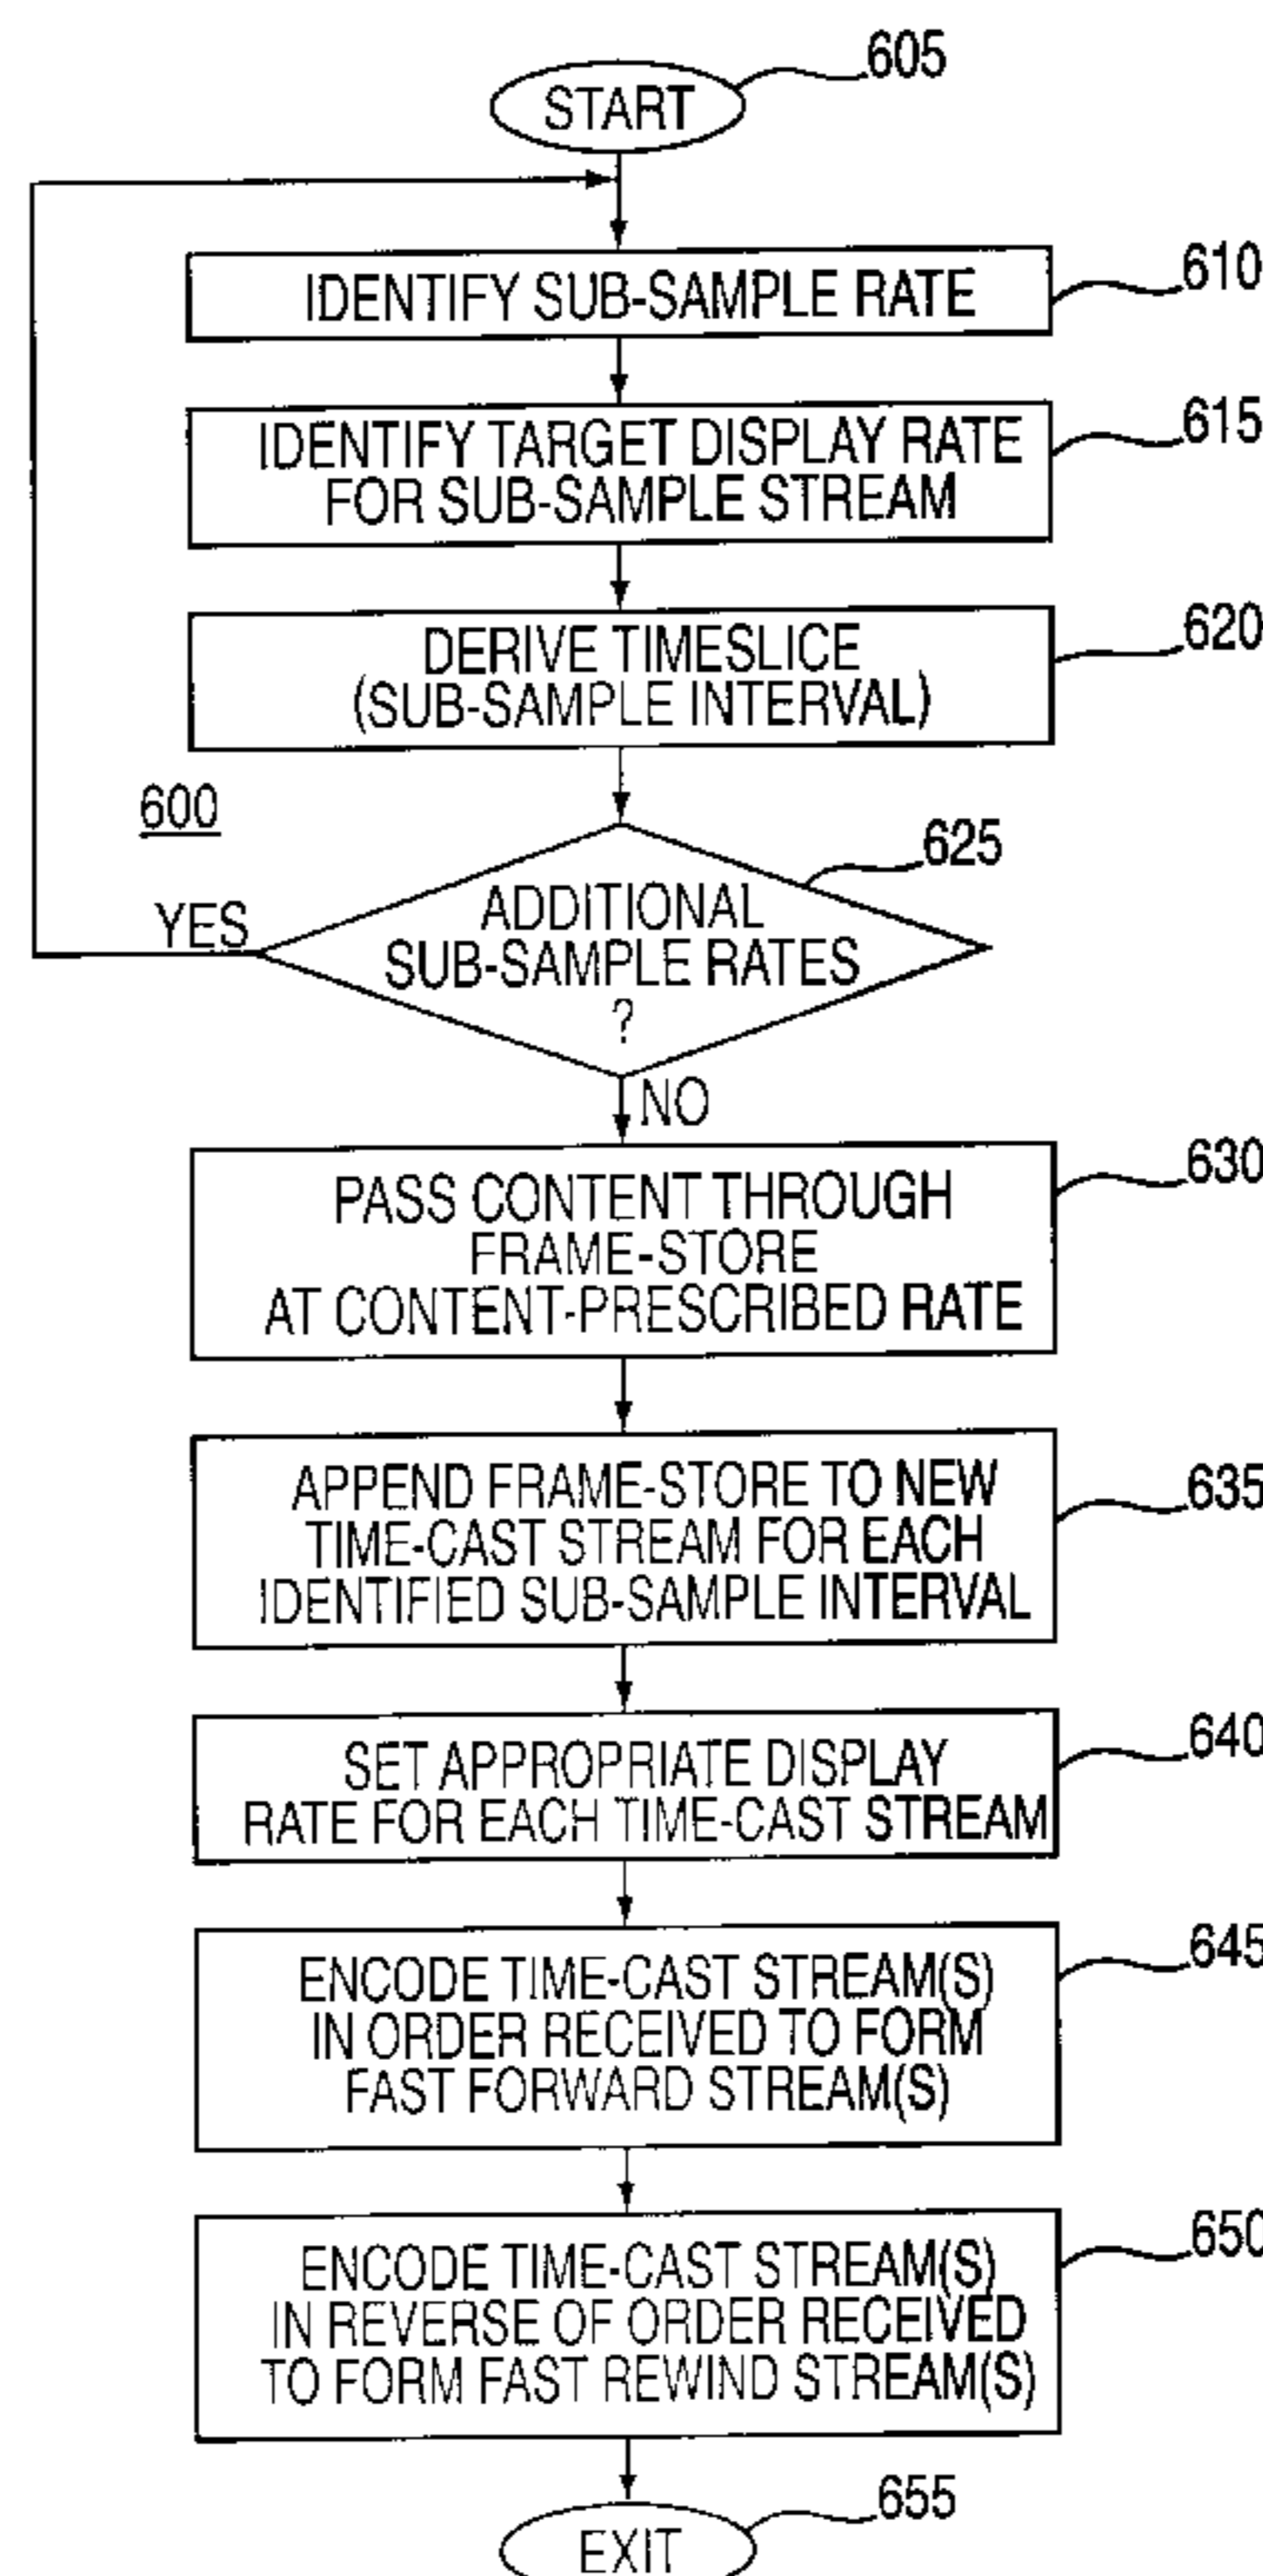 START
605
IDENTIFY SUB-SAMPLE RATE
610
IDENTIFY TARGET DISPLAY RATE
FOR SUB-SAMPLE STREAM
615
DERIVE TIMESLICE
(SUB-SAMPLE INTERVAL)
620
600
625
YES
ADDITIONAL
SUB-SAMPLE RATES
?
NO
PASS CONTENT THROUGH
FRAME-STORE
AT CONTENT-PRESCRIBED RATE
630
APPEND FRAME-STORE TO NEW
TIME-CAST STREAM FOR EACH
IDENTIFIED SUB-SAMPLE INTERVAL
635
SET APPROPRIATE DISPLAY
RATE FOR EACH TIME-CAST STREAM
640
ENCODE TIME-CAST STREAM(S)
IN ORDER RECEIVED TO FORM
FAST FORWARD STREAM(S)
645
ENCODE TIME-CAST STREAM(S)
IN REVERSE OF ORDER RECEIVED
TO FORM FAST REWIND STREAM(S)
650
EXIT
655